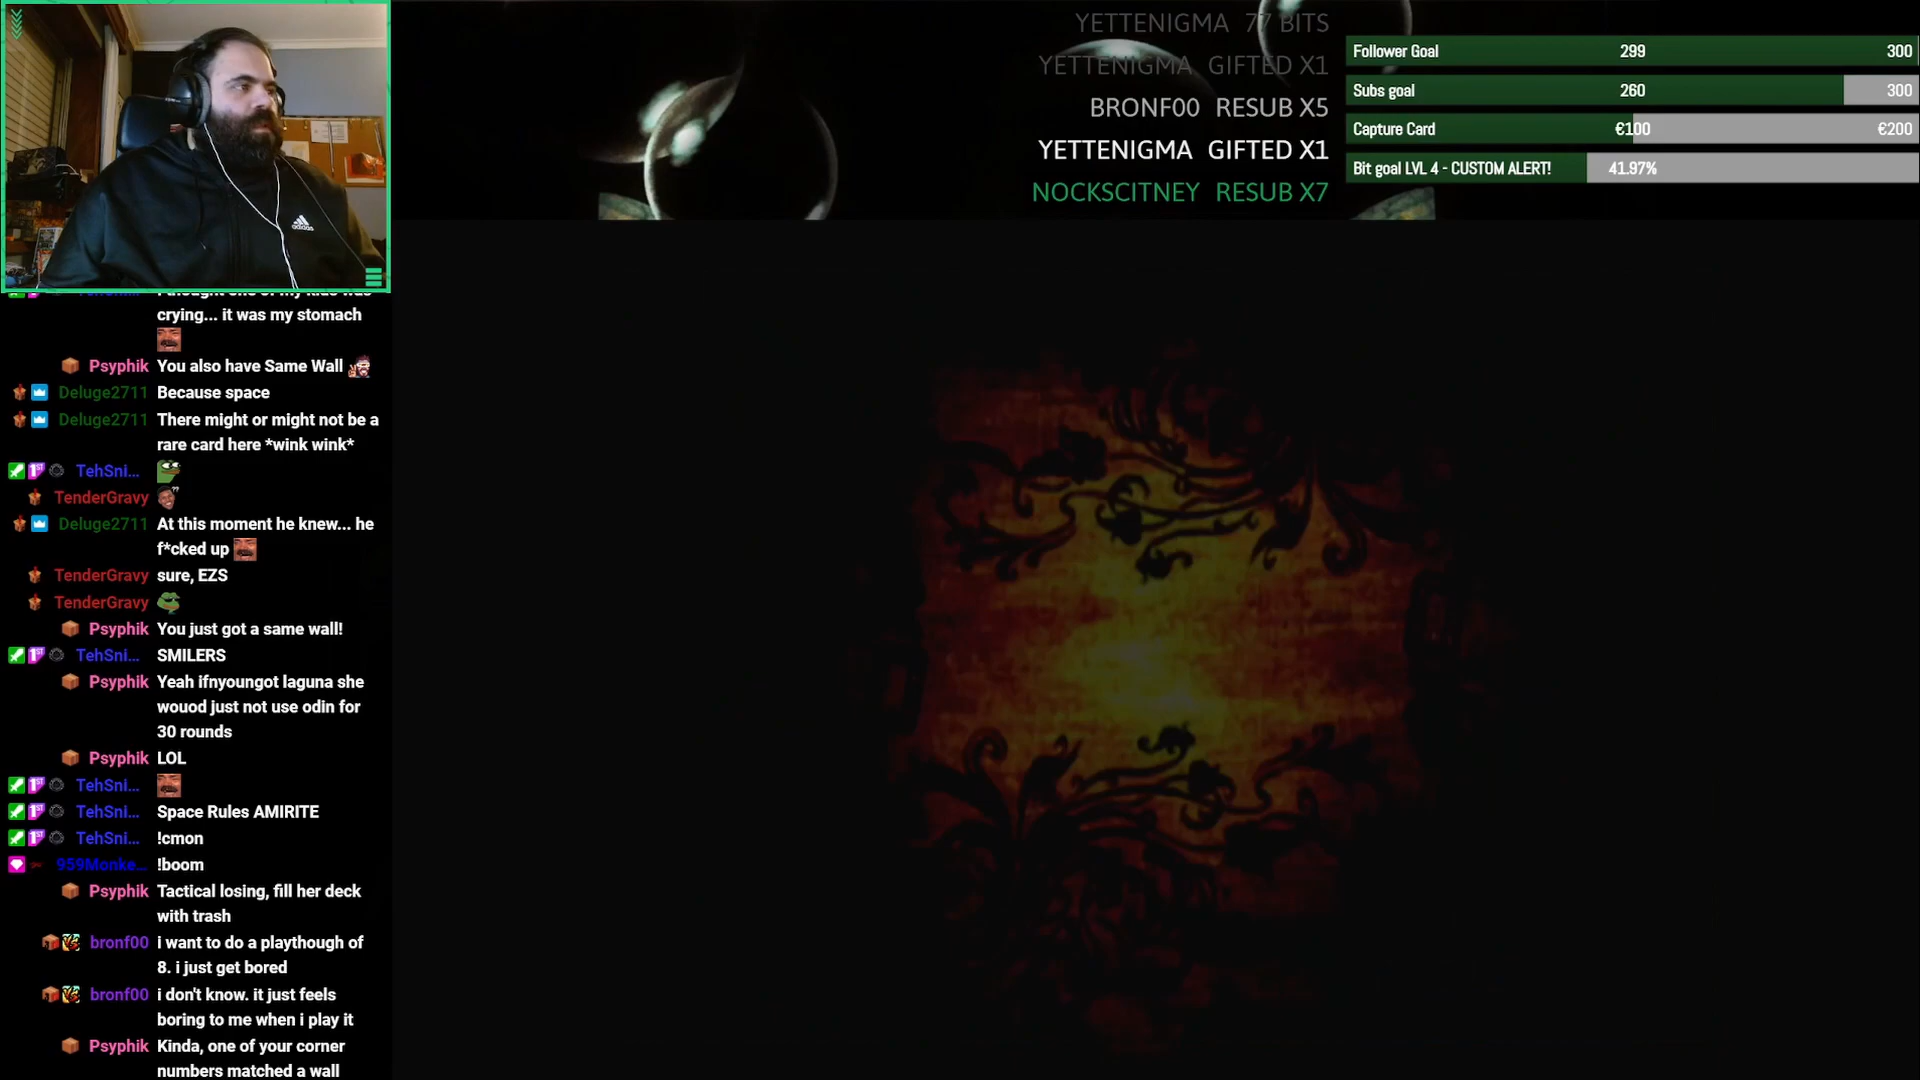 YETTENIGMA 77 BITS
YETTENIGMA GIFTED X1
BRONF00 RESUB X5
YETTENIGMA GIFTED X1
NOCKSCITNEY RESUB X7
Follower Goal 299 300
Subs goal 260 300
Capture Card €100 €200
Bit goal LVL 4 - CUSTOM ALERT! 41.97%
adidas
crying... it was my stomach
Psyphik You also have Same Wall
Deluge2711 Because space
Deluge2711 There might or might not be a
rare card here *wink wink*
TehSni...
TenderGravy
Deluge2711 At this moment he knew... he
f*cked up
TenderGravy sure, EZS
TenderGravy
Psyphik You just got a same wall!
TehSni... SMILERS
Psyphik Yeah ifnyoungot laguna she
wouod just not use odin for
30 rounds
Psyphik LOL
TehSni...
TehSni... Space Rules AMIRITE
TehSni... !cmon
959Monke... !boom
Psyphik Tactical losing, fill her deck
with trash
bronf00 i want to do a playthough of
8. i just get bored
bronf00 i don't know. it just feels
boring to me when i play it
Psyphik Kinda, one of your corner
numbers matched a wall